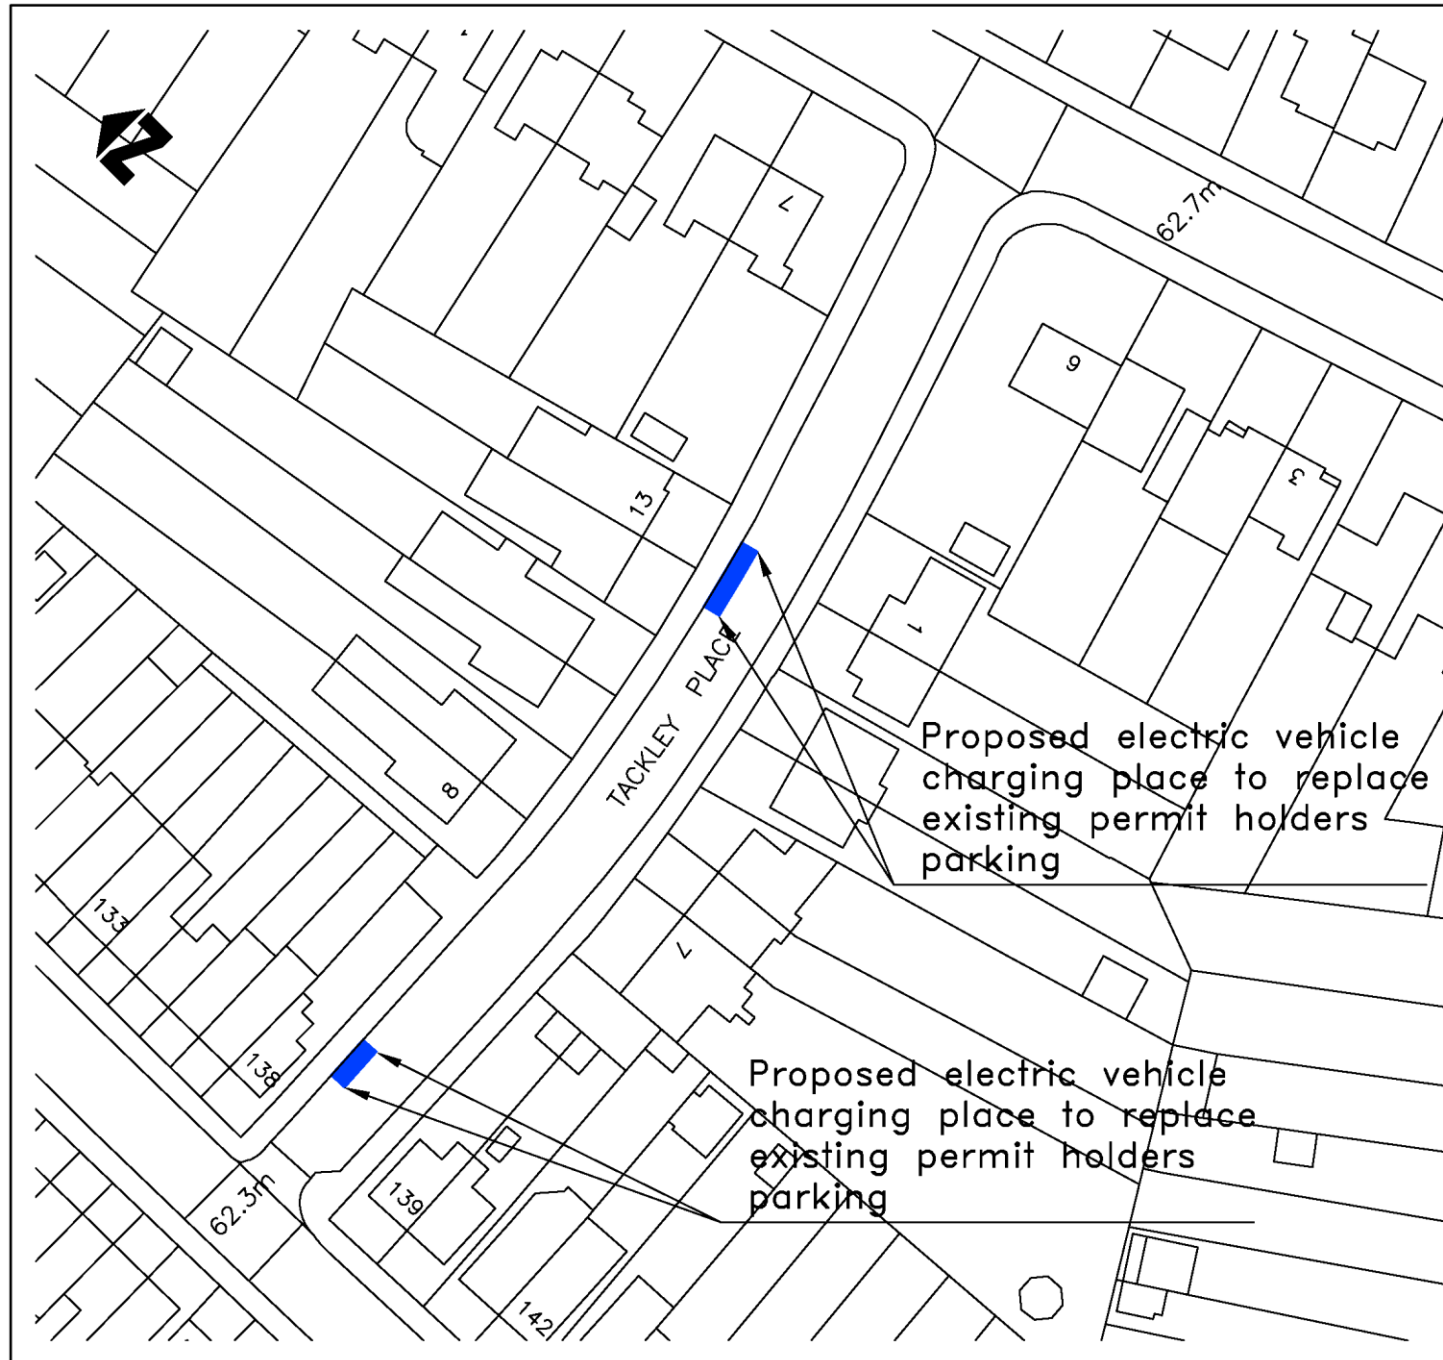 N
7
62.7m
6
3
13
1
TACKLEY PLACE
8
Proposed electric vehicle
charging place to replace
existing permit holders
parking
133
7
138
Proposed electric vehicle
charging place to replace
existing permit holders
parking
139
62.3m
142